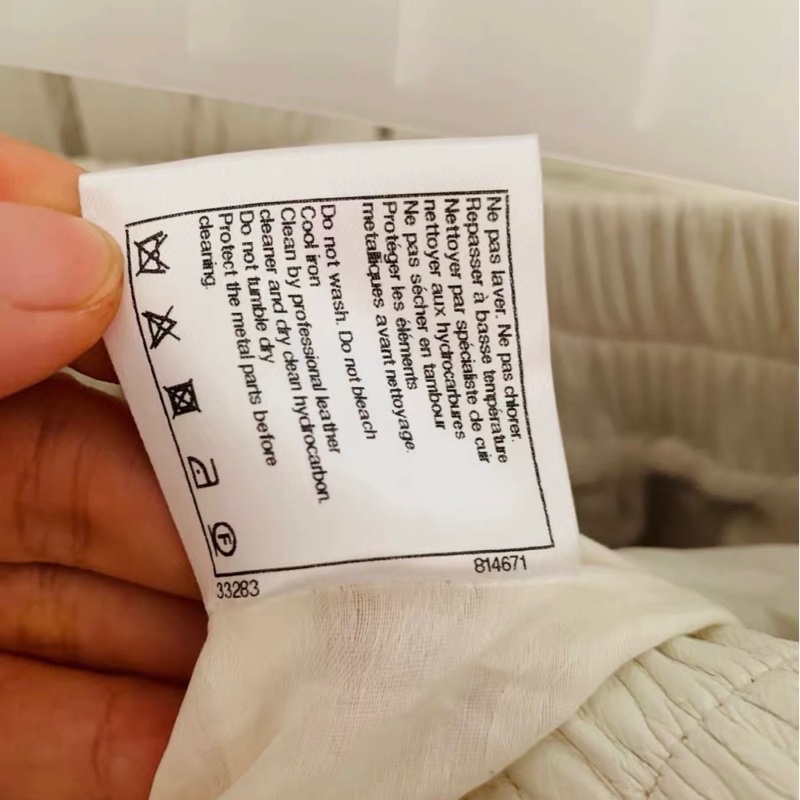 Ne pas laver. Ne pas chlorer.
Repasser à basse température
Nettoyer par spécialiste de cuir
nettoyer aux hydrocarbures
Ne pas sécher en tambour
Protéger les éléments
métalliques avant nettoyage.
Do not wash. Do not bleach
Cool iron
Clean by professional leather
cleaner and dry clean hydrocarbon.
Do not tumble dry
Protect the metal parts before
cleaning.
F
33283
814671